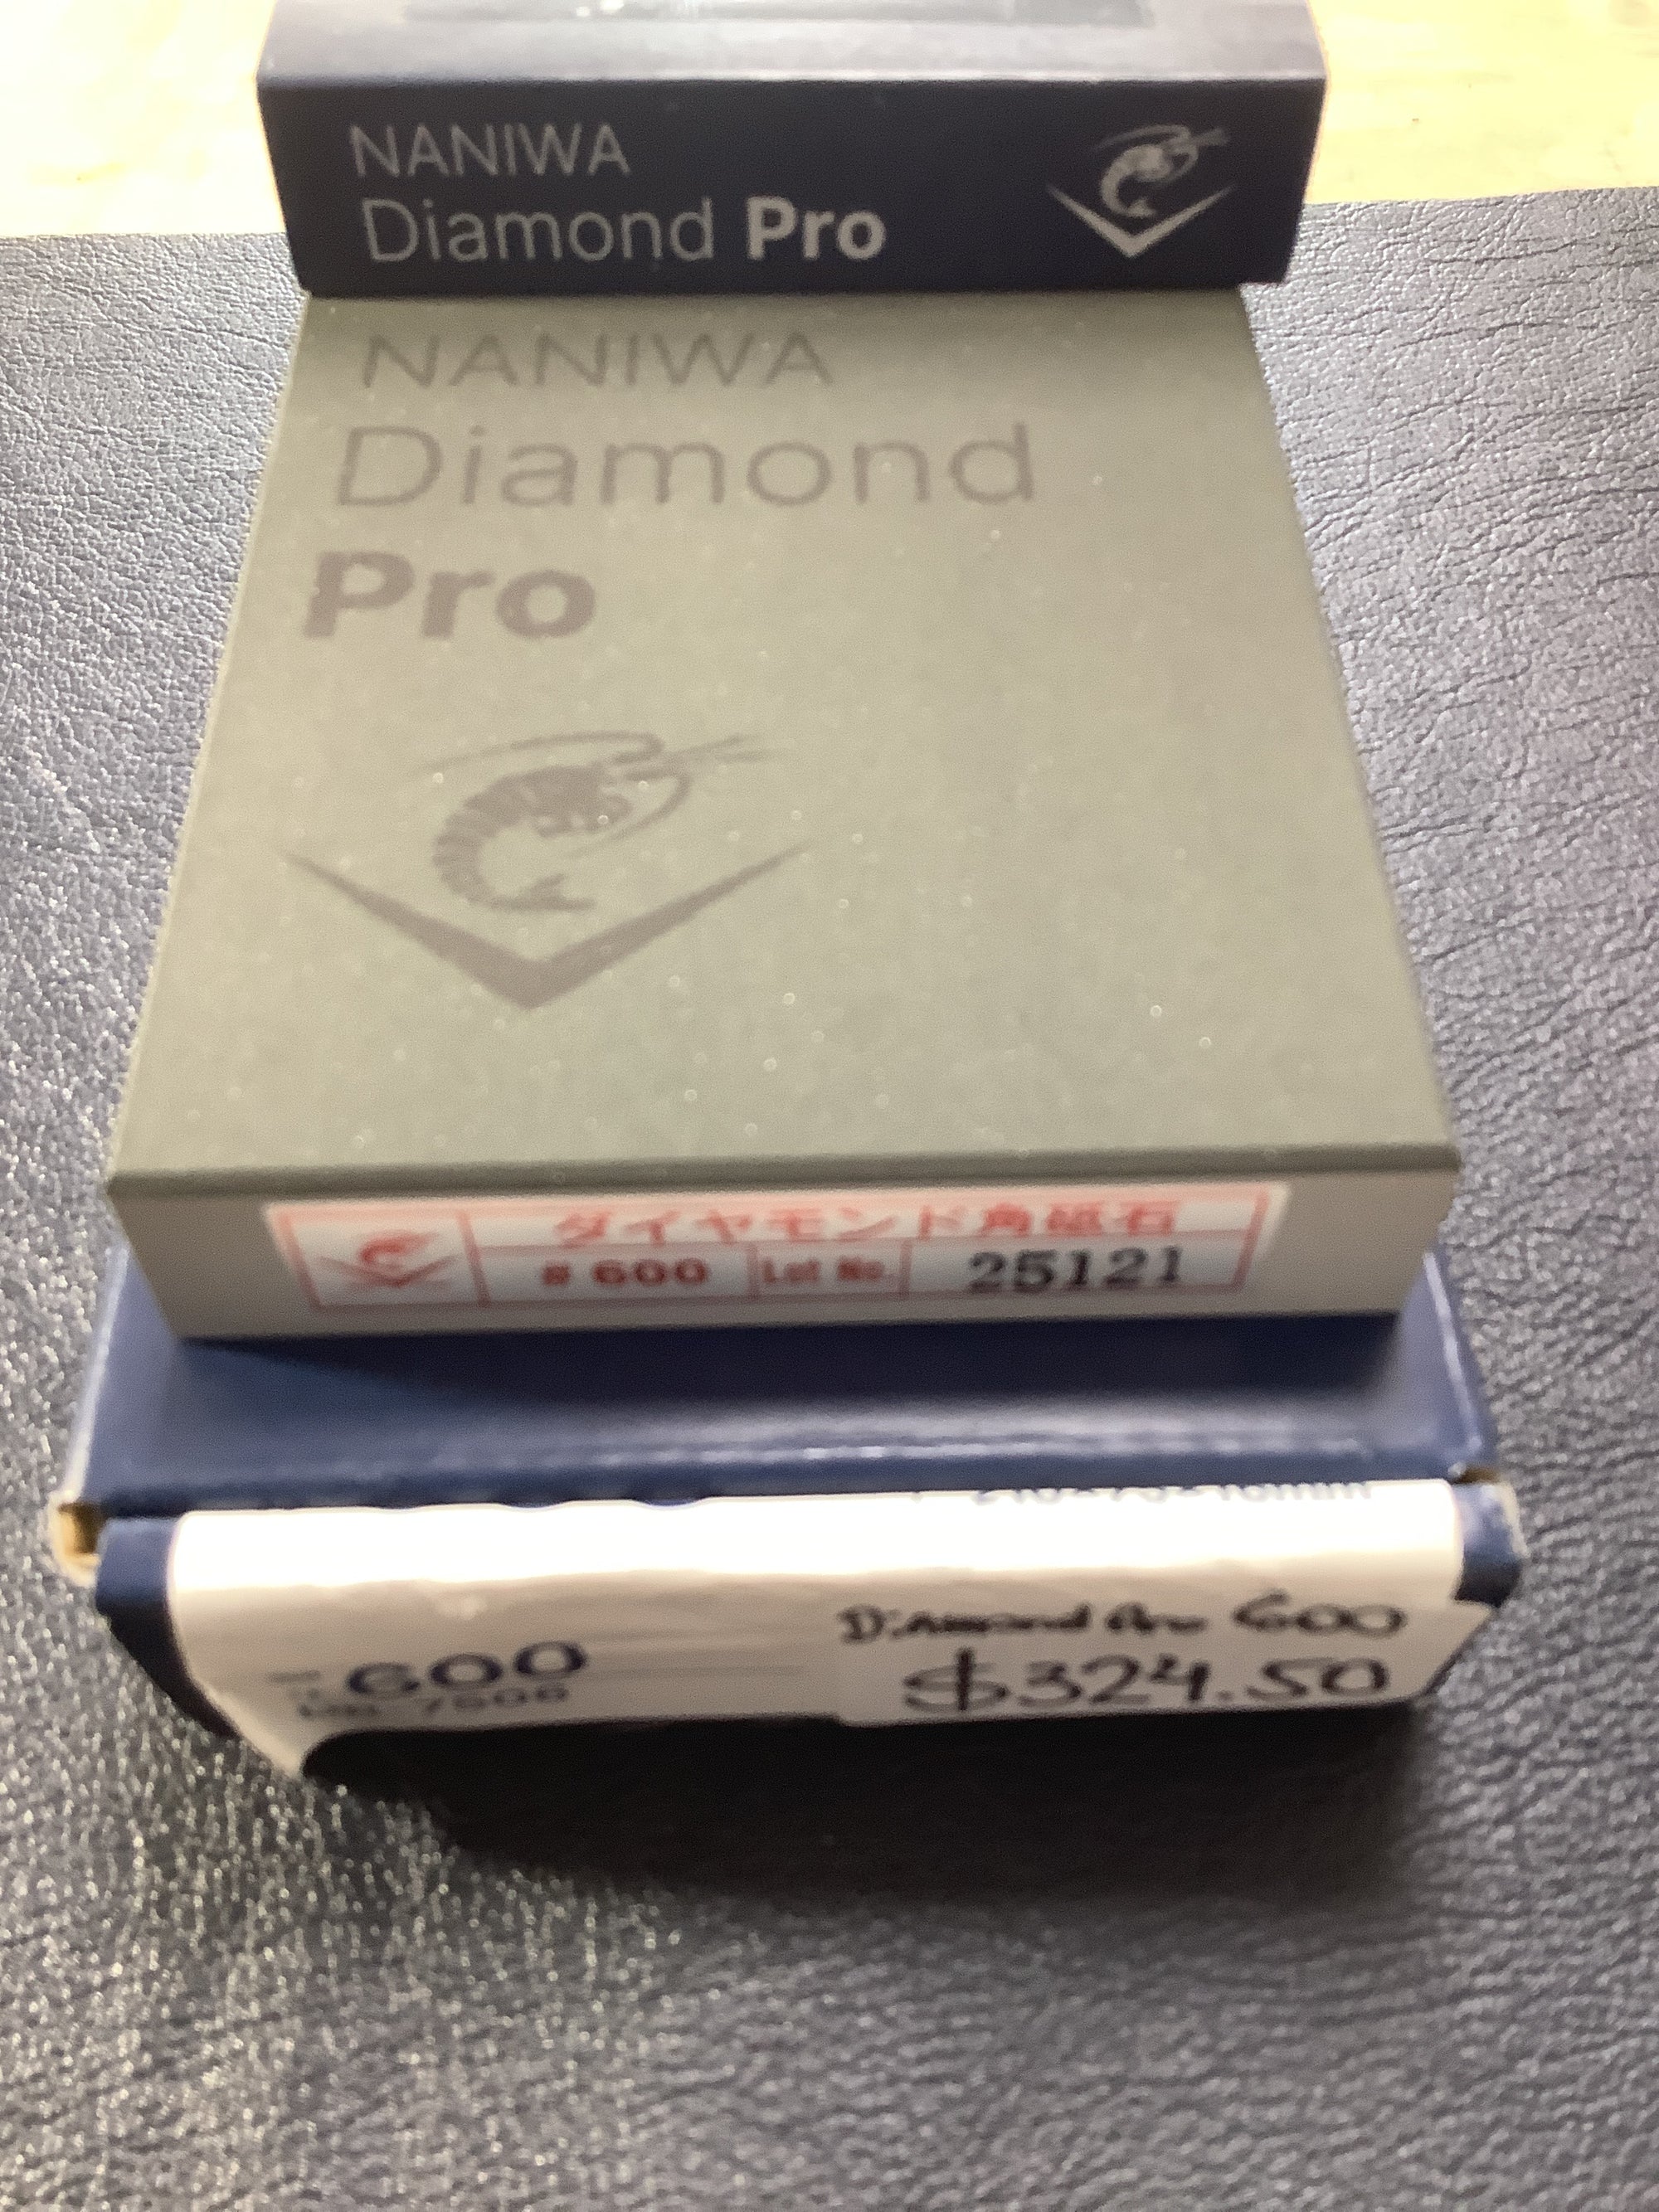 NANIWA
Diamond Pro
NANIWA
Diamond
Pro
ダイヤモンド角砥石
# 600 Lot No. 25121
Diamond Pro 600
600
$324.50